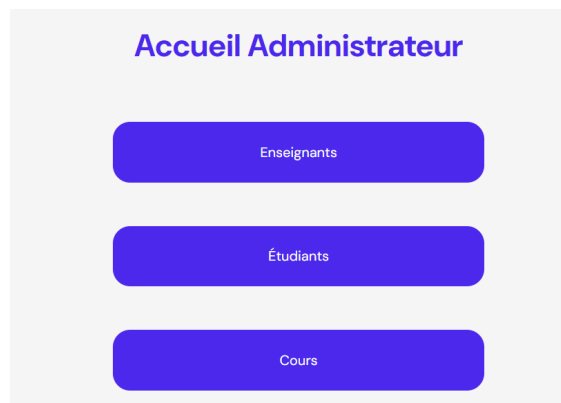 Accueil Administrateur
Enseignants
Étudiants
Cours